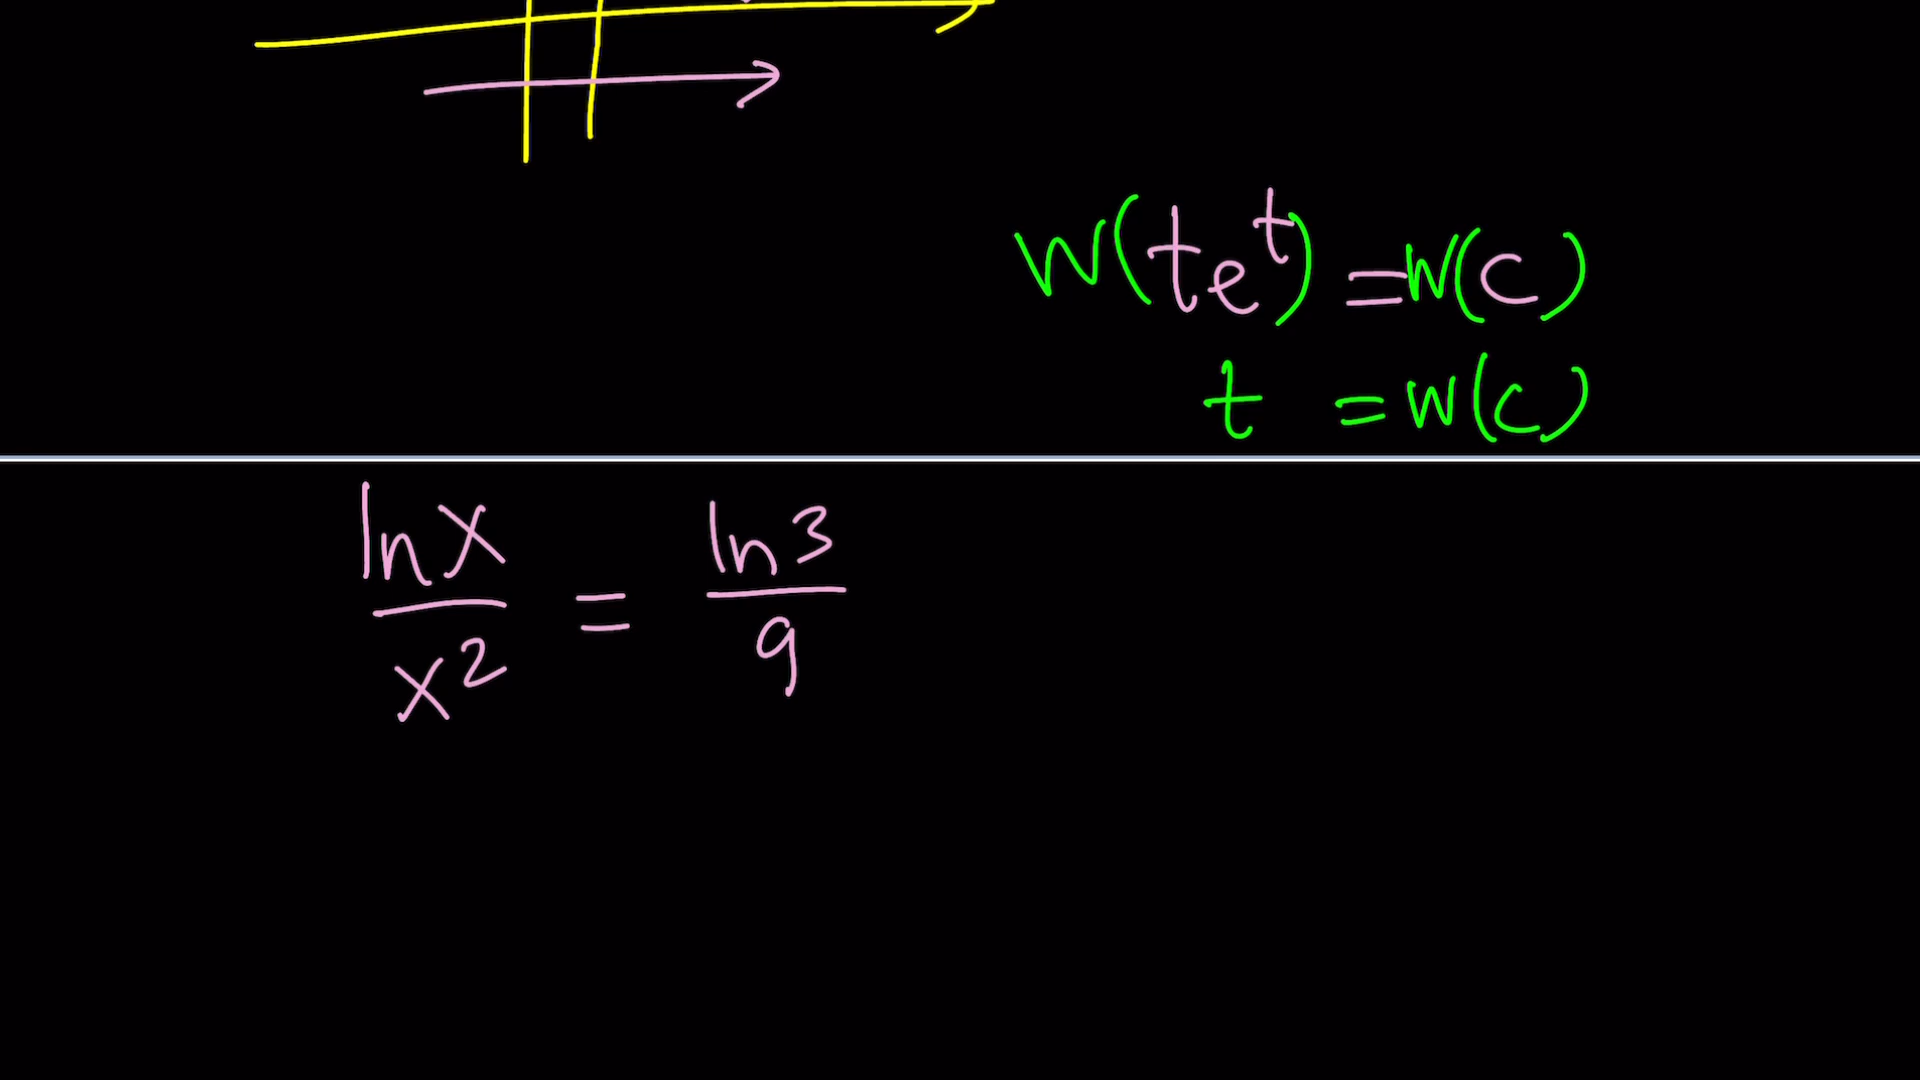 W(te^t) = W(c)
t = W(c)
ln x / x² = ln 3 / 9